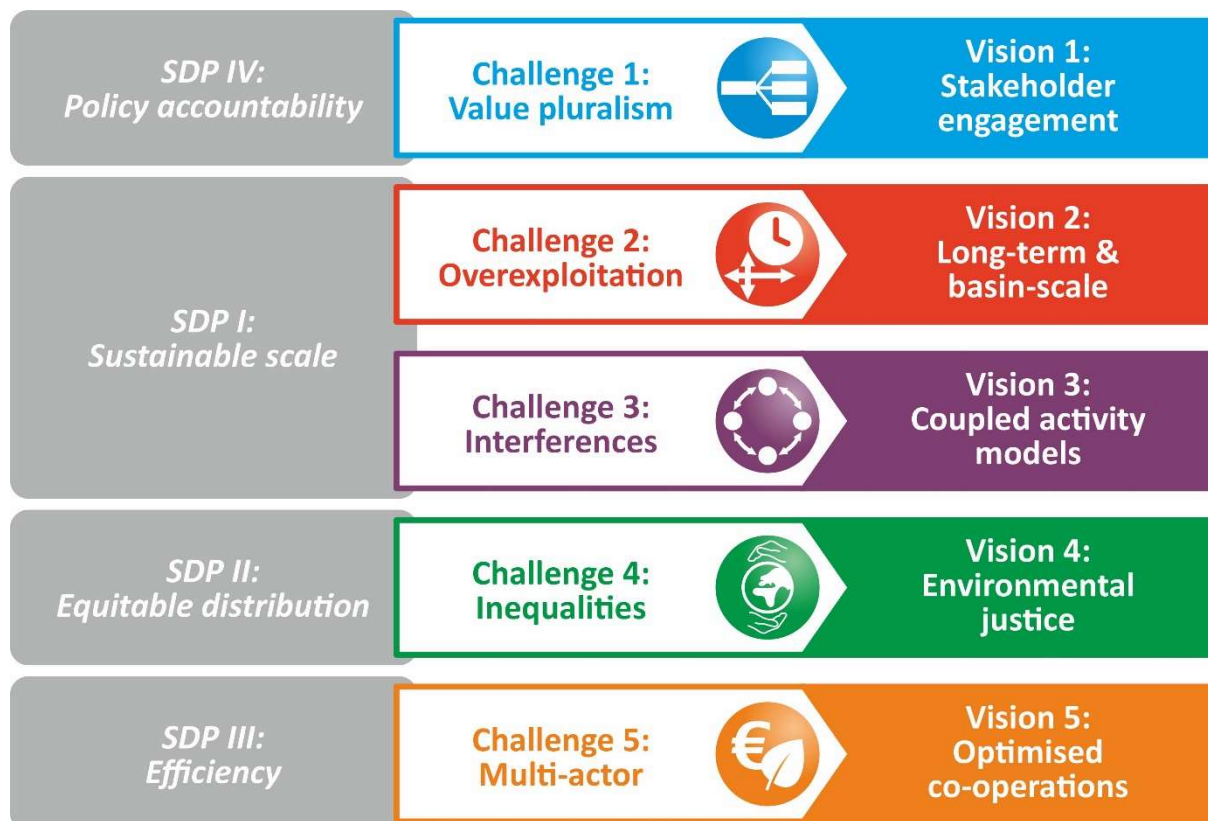 SDP IV:
Policy accountability
Challenge 1:
Value pluralism
Vision 1:
Stakeholder
engagement
SDP I:
Sustainable scale
Challenge 2:
Overexploitation
Vision 2:
Long-term &
basin-scale
Challenge 3:
Interferences
Vision 3:
Coupled activity
models
SDP II:
Equitable distribution
Challenge 4:
Inequalities
Vision 4:
Environmental
justice
SDP III:
Efficiency
Challenge 5:
Multi-actor
€
Vision 5:
Optimised
co-operations